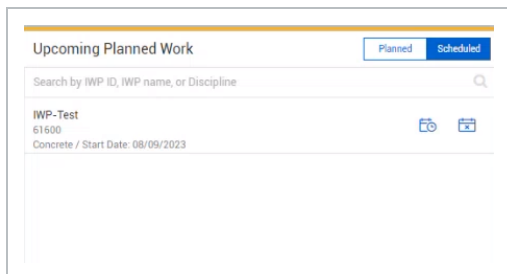 Upcoming Planned Work
Planned
Scheduled
Search by IWP ID, IWP name, or Discipline
IWP-Test
61600
Concrete / Start Date: 08/09/2023